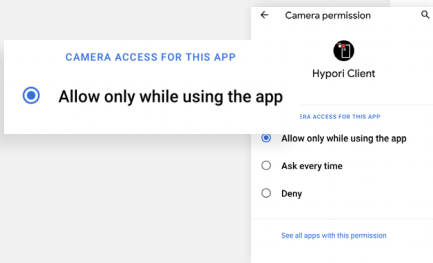 Camera permission
Hypori Client
CAMERA ACCESS FOR THIS APP
Allow only while using the app
ERA ACCESS FOR THIS APP
Allow only while using the app
Ask every time
Deny
See all apps with this permission